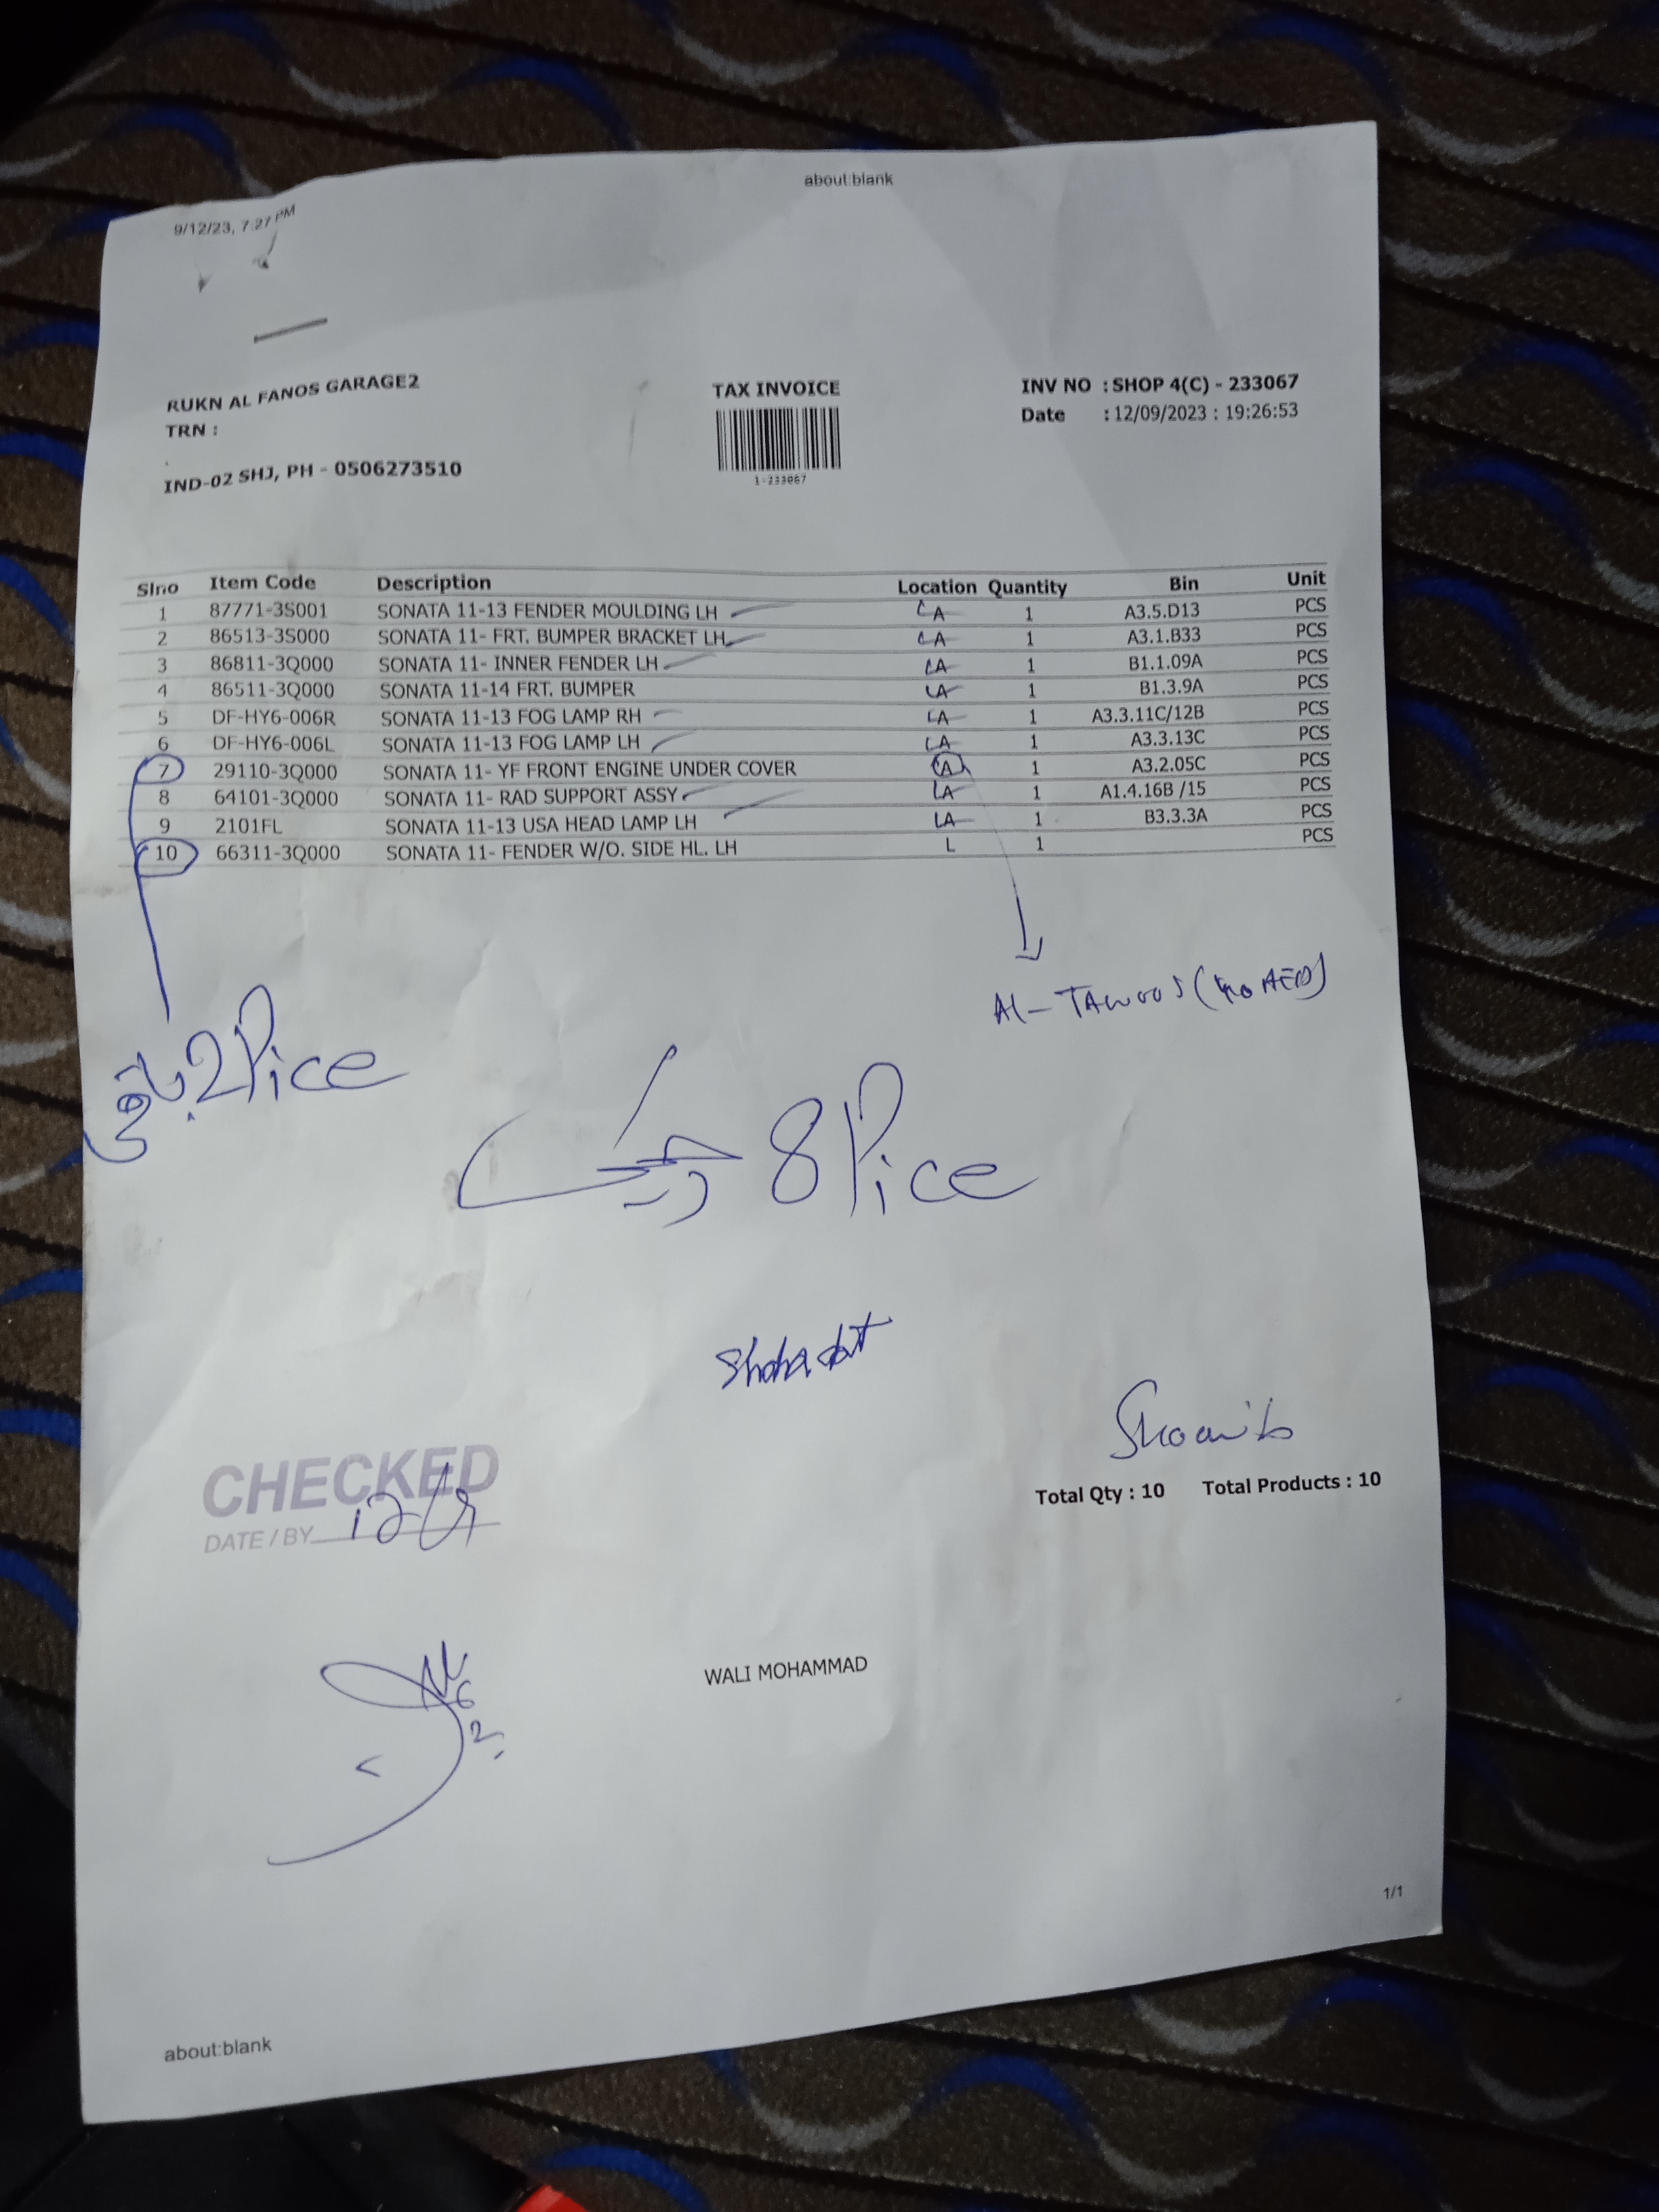 about:blank
9/12/23, 7:27 PM
RUKN AL FANOS GARAGE2
TRN :
IND-02 SHJ, PH - 0506273510
TAX INVOICE
1-233067
INV NO : SHOP 4(C) - 233067
Date : 12/09/2023 : 19:26:53
Slno Item Code Description Location Quantity Bin Unit
1 87771-3S001 SONATA 11-13 FENDER MOULDING LH LA 1 A3.5.D13 PCS
2 86513-3S000 SONATA 11- FRT. BUMPER BRACKET LH LA 1 A3.1.B33 PCS
3 86811-3Q000 SONATA 11- INNER FENDER LH LA 1 B1.1.09A PCS
4 86511-3Q000 SONATA 11-14 FRT. BUMPER LA 1 B1.3.9A PCS
5 DF-HY6-006R SONATA 11-13 FOG LAMP RH LA 1 A3.3.11C/12B PCS
6 DF-HY6-006L SONATA 11-13 FOG LAMP LH LA 1 A3.3.13C PCS
7 29110-3Q000 SONATA 11- YF FRONT ENGINE UNDER COVER A 1 A3.2.05C PCS
8 64101-3Q000 SONATA 11- RAD SUPPORT ASSY LA 1 A1.4.16B /15 PCS
9 2101FL SONATA 11-13 USA HEAD LAMP LH LA 1 B3.3.3A PCS
10 66311-3Q000 SONATA 11- FENDER W/O. SIDE HL. LH L 1 PCS
Al-TAWOOS
2Pice
8Pice
Shohadat
Shoaib
Total Qty : 10 Total Products : 10
CHECKED
DATE / BY
WALI MOHAMMAD
1/1
about:blank